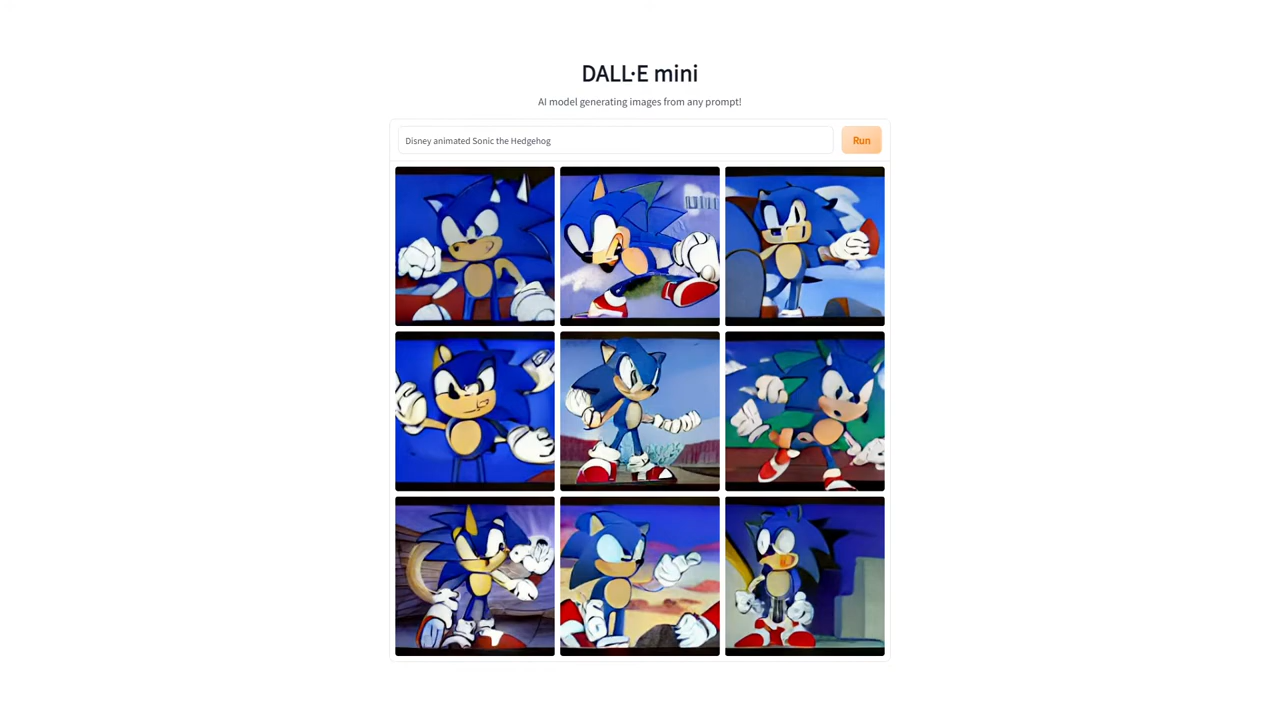 DALL·E mini
AI model generating images from any prompt!
Disney animated Sonic the Hedgehog
Run